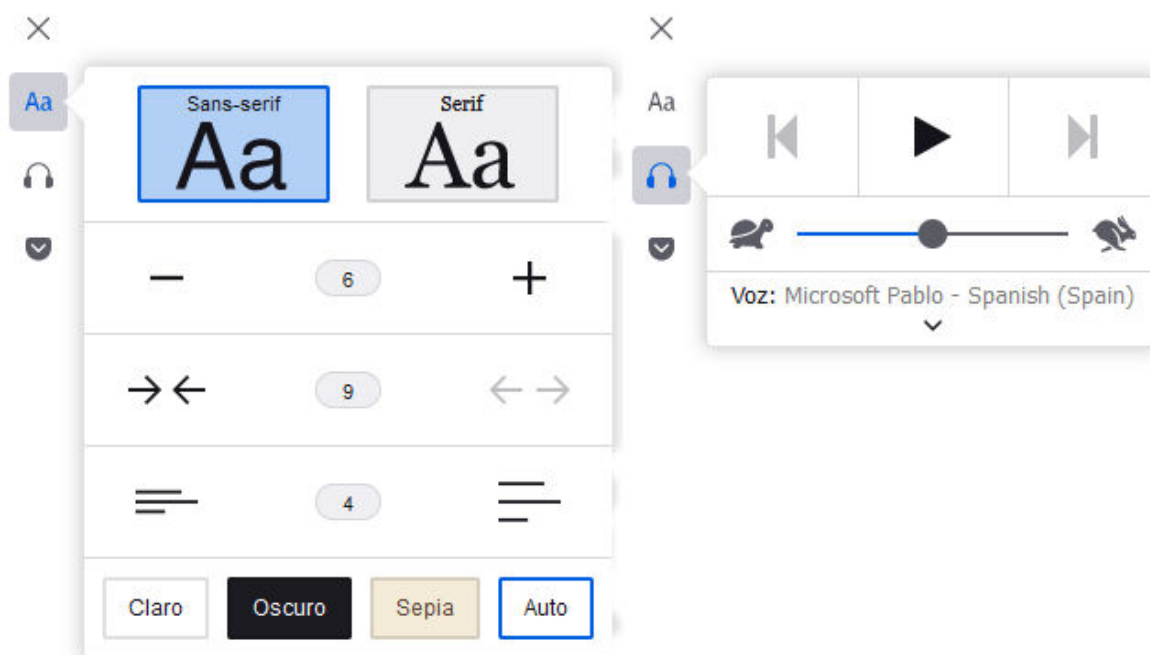 Aa
Sans-serif
Aa
Serif
Aa
6
9
4
Claro
Oscuro
Sepia
Auto
Aa
Voz: Microsoft Pablo - Spanish (Spain)